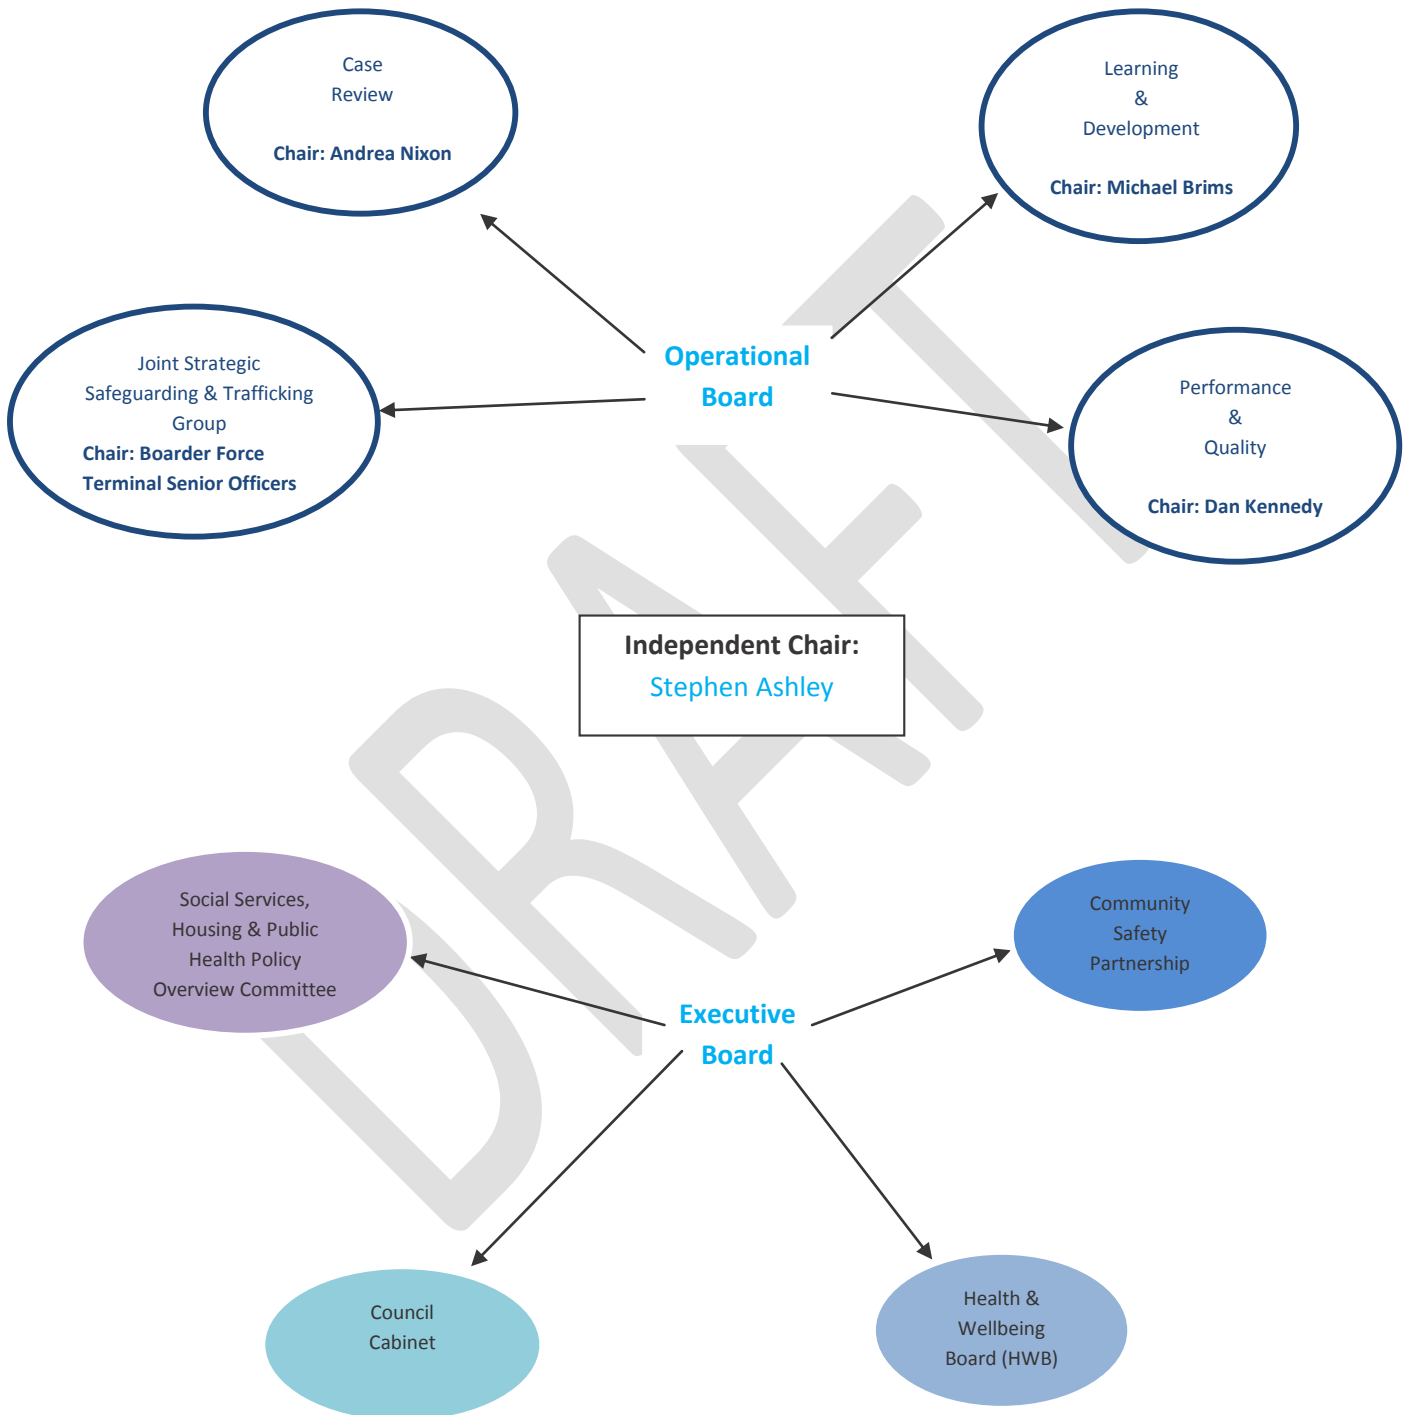 Case
Review
Chair: Andrea Nixon
Learning
&
Development
Chair: Michael Brims
Operational
Board
Joint Strategic
Safeguarding & Trafficking
Group
Chair: Boarder Force
Terminal Senior Officers
Performance
&
Quality
Chair: Dan Kennedy
Independent Chair:
Stephen Ashley
Social Services,
Housing & Public
Health Policy
Overview Committee
Community
Safety
Partnership
Executive
Board
Council
Cabinet
Health &
Wellbeing
Board (HWB)
DRAFT